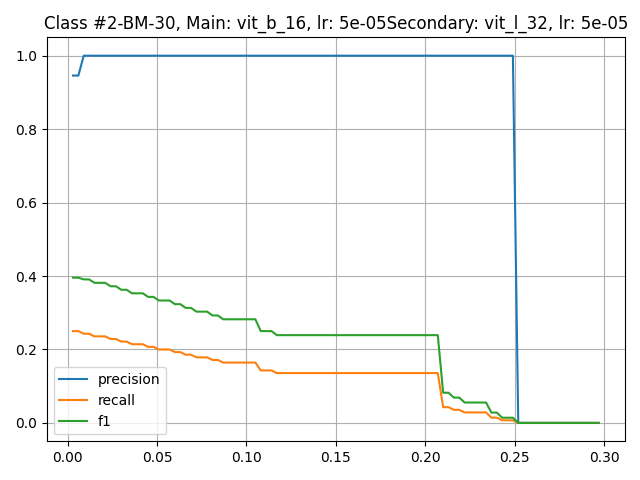 Class #2-BM-30, Main: vit_b_16, lr: 5e-05Secondary: vit_l_32, lr: 5e-05
1.0
0.8
0.6
0.4
0.2
0.0
precision
recall
f1
0.00 0.05 0.10 0.15 0.20 0.25 0.30